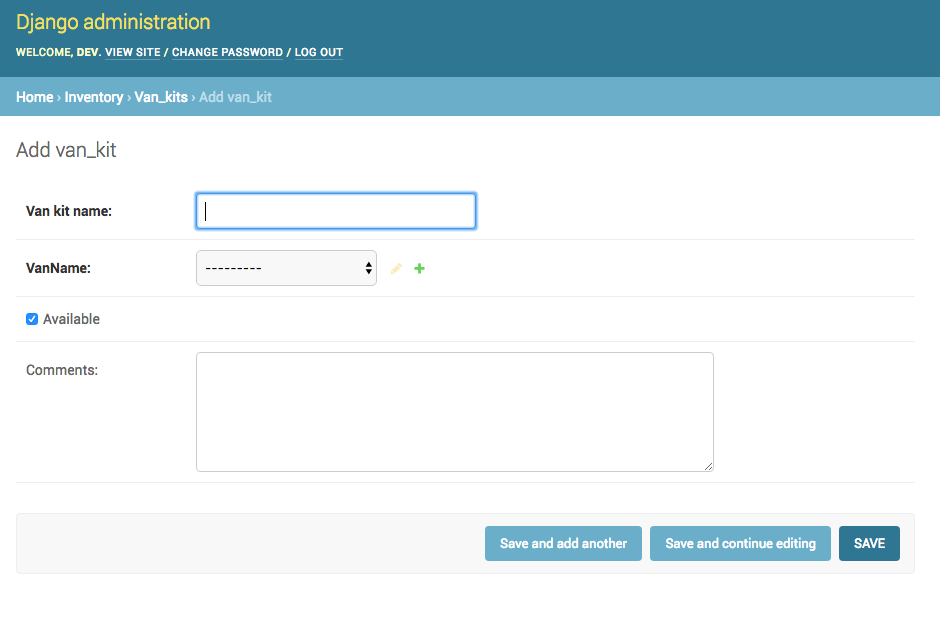 Django administration
WELCOME, DEV. VIEW SITE / CHANGE PASSWORD / LOG OUT
Home › Inventory › Van_kits › Add van_kit
Add van_kit
Van kit name:
VanName: ---------
Available
Comments:
Save and add another Save and continue editing SAVE